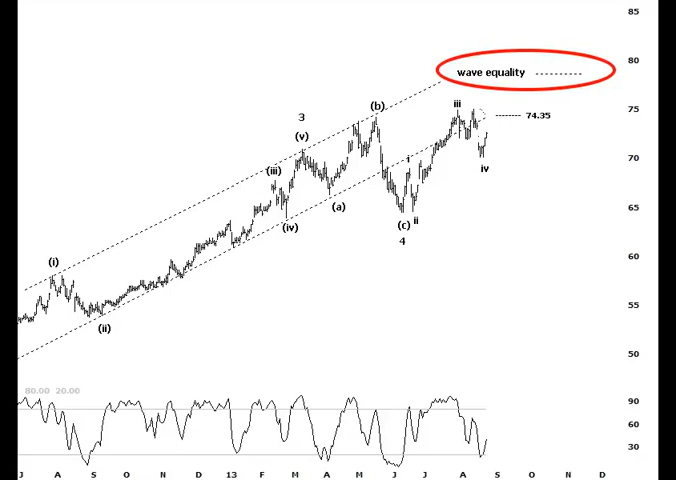 85
80
wave equality
iii
75
74.35
(b)
3
(v)
i
70
(iii)
iv
65
(a)
(iv)
ii
(c)
4
60
(i)
55
(ii)
50
80.00 20.00
90
60
30
J A S O N D 13 F M A M J J A S O N D